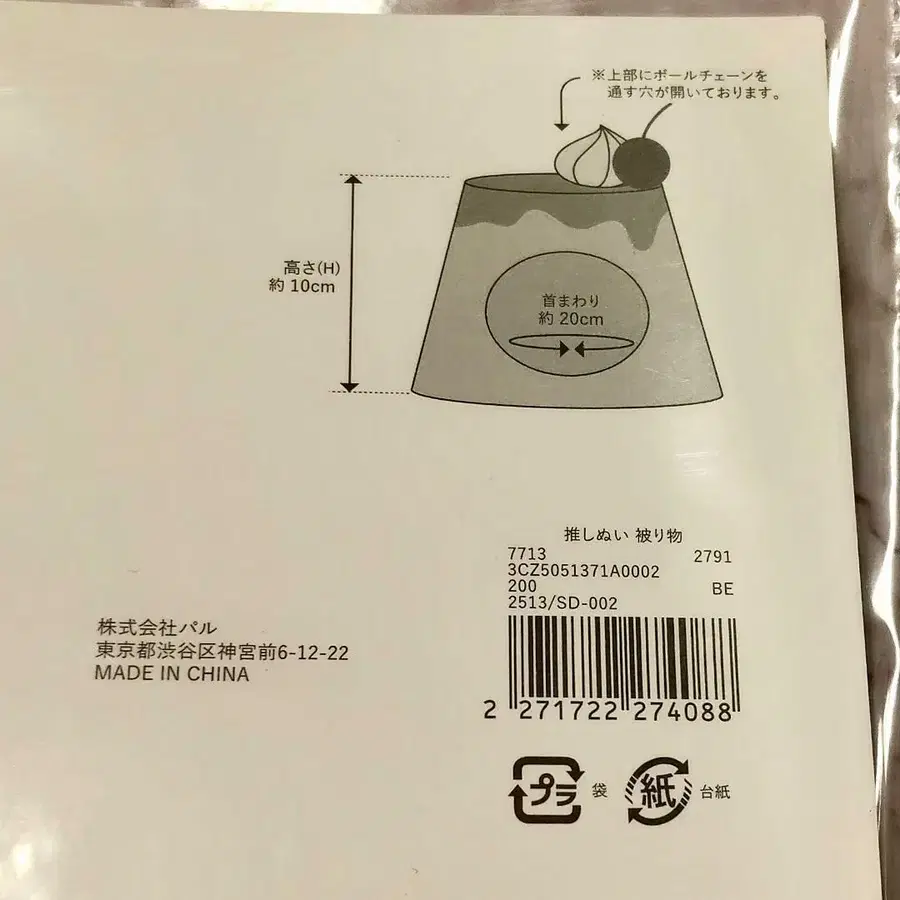 ※上部にボールチェーンを
通す穴が開いております。
高さ(H)
約 10cm
首まわり
約 20cm
推しぬい 被り物
7713 2791
3CZ5051371A0002
200 BE
2513/SD-002
2 271722 274088
株式会社パル
東京都渋谷区神宮前6-12-22
MADE IN CHINA
プラ 袋 紙 台紙